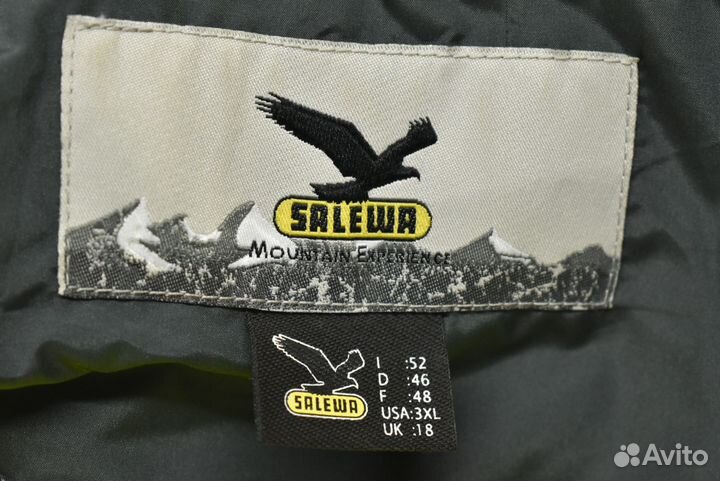 SALEWA
MOUNTAIN EXPERIENCE
SALEWA
I :52
D :46
F :48
USA:3XL
UK :18
Avito